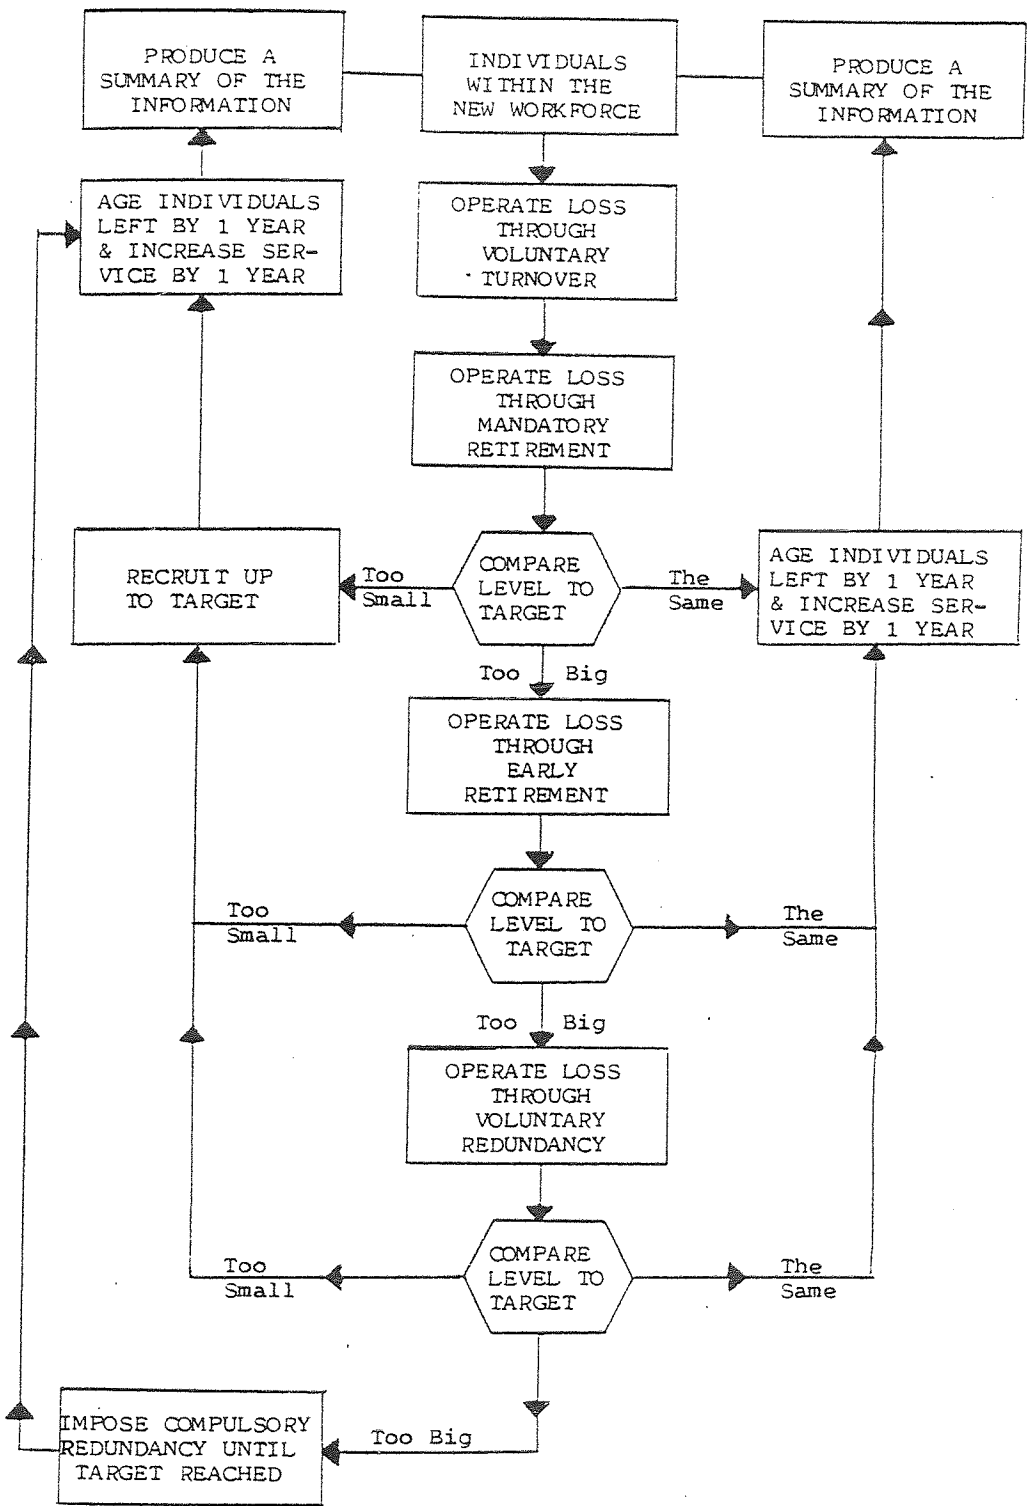 PRODUCE A
SUMMARY OF THE
INFORMATION
INDIVIDUALS
WITHIN THE
NEW WORKFORCE
PRODUCE A
SUMMARY OF THE
INFORMATION
AGE INDIVIDUALS
LEFT BY 1 YEAR
& INCREASE SER-
VICE BY 1 YEAR
OPERATE LOSS
THROUGH
VOLUNTARY
TURNOVER
OPERATE LOSS
THROUGH
MANDATORY
RETIREMENT
RECRUIT UP
TO TARGET
Too
Small
COMPARE
LEVEL TO
TARGET
The
Same
AGE INDIVIDUALS
LEFT BY 1 YEAR
& INCREASE SER-
VICE BY 1 YEAR
Too Big
OPERATE LOSS
THROUGH
EARLY
RETIREMENT
Too
Small
COMPARE
LEVEL TO
TARGET
The
Same
Too Big
OPERATE LOSS
THROUGH
VOLUNTARY
REDUNDANCY
Too
Small
COMPARE
LEVEL TO
TARGET
The
Same
IMPOSE COMPULSORY
REDUNDANCY UNTIL
TARGET REACHED
Too Big